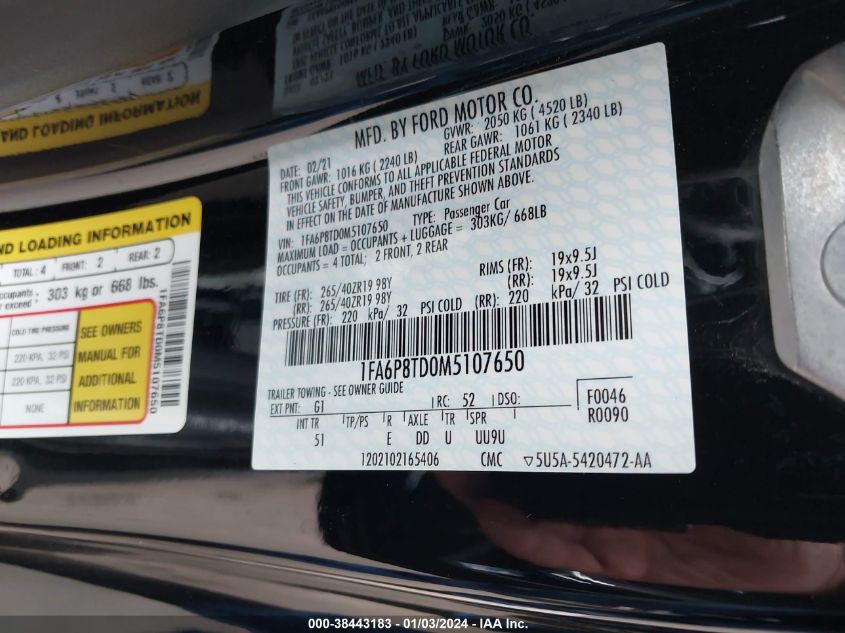 MFD. BY FORD MOTOR CO.
DATE: 02/21 GVWR: 2050 KG ( 4520 LB)
FRONT GAWR: 1016 KG ( 2240 LB) REAR GAWR: 1061 KG ( 2340 LB)
THIS VEHICLE CONFORMS TO ALL APPLICABLE FEDERAL MOTOR
VEHICLE SAFETY, BUMPER, AND THEFT PREVENTION STANDARDS
IN EFFECT ON THE DATE OF MANUFACTURE SHOWN ABOVE.
VIN: 1FA6P8TD0M5107650 TYPE: Passenger Car
MAXIMUM LOAD = OCCUPANTS + LUGGAGE = 303KG/ 668LB
OCCUPANTS = 4 TOTAL; 2 FRONT, 2 REAR
TIRE (FR): 265/40ZR19 98Y RIMS (FR): 19x9.5J
(RR): 265/40ZR19 98Y (RR): 19x9.5J
PRESSURE (FR): 220 kPa/ 32 PSI COLD (RR): 220 kPa/ 32 PSI COLD
1FA6P8TD0M5107650
TRAILER TOWING - SEE OWNER GUIDE
EXT PNT: G1 RC: 52 DSO: F0046
R0090
INT TR TP/PS R AXLE TR SPR
51 E DD U UU9U
1202102165406 CMC ▽5U5A-5420472-AA
ND LOADING INFORMATION
TOTAL : 4 FRONT: 2 REAR: 2
ccupants
r exceed 303 kg or 668 lbs.
COLD TIRE PRESSURE
220 KPA, 32 PSI
220 KPA, 32 PSI
NONE
SEE OWNERS
MANUAL FOR
ADDITIONAL
INFORMATION
1FA6P8TD0M5107650
000-38443183 - 01/03/2024 - IAA Inc.